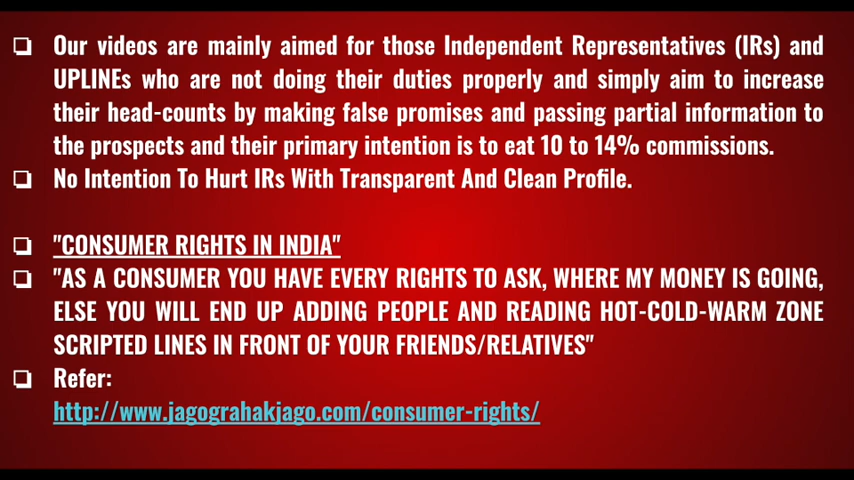 Our videos are mainly aimed for those Independent Representatives (IRs) and
UPLINEs who are not doing their duties properly and simply aim to increase
their head-counts by making false promises and passing partial information to
the prospects and their primary intention is to eat 10 to 14% commissions.
No Intention To Hurt IRs With Transparent And Clean Profile.
"CONSUMER RIGHTS IN INDIA"
"AS A CONSUMER YOU HAVE EVERY RIGHTS TO ASK, WHERE MY MONEY IS GOING,
ELSE YOU WILL END UP ADDING PEOPLE AND READING HOT-COLD-WARM ZONE
SCRIPTED LINES IN FRONT OF YOUR FRIENDS/RELATIVES"
Refer:
http://www.jagograhakjago.com/consumer-rights/